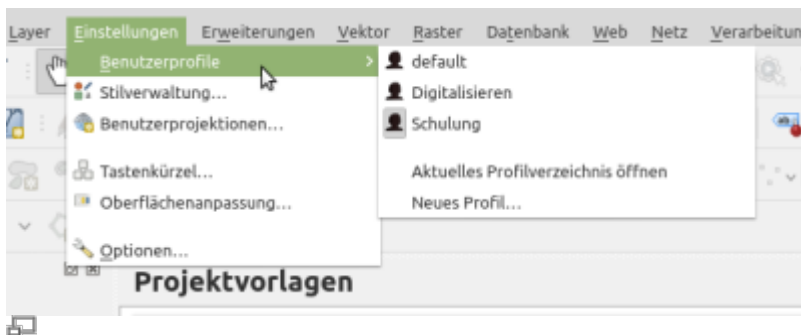 Layer Einstellungen Erweiterungen Vektor Raster Datenbank Web Netz Verarbeitun
Benutzerprofile
default
Stilverwaltung...
Digitalisieren
Benutzerprojektionen...
Schulung
Tastenkürzel...
Aktuelles Profilverzeichnis öffnen
Oberflächenanpassung...
Neues Profil...
Optionen...
Projektvorlagen